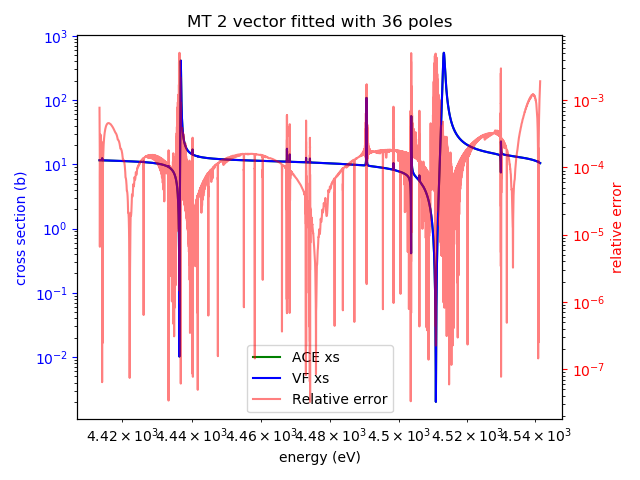 MT 2 vector fitted with 36 poles
10³
10²
10¹
10⁰
10⁻¹
10⁻²
cross section (b)
10⁻³
10⁻⁴
10⁻⁵
10⁻⁶
10⁻⁷
relative error
ACE xs
VF xs
Relative error
4.42 × 10³ 4.44 × 10³ 4.46 × 10³ 4.48 × 10³ 4.5 × 10³ 4.52 × 10³ 4.54 × 10³
energy (eV)